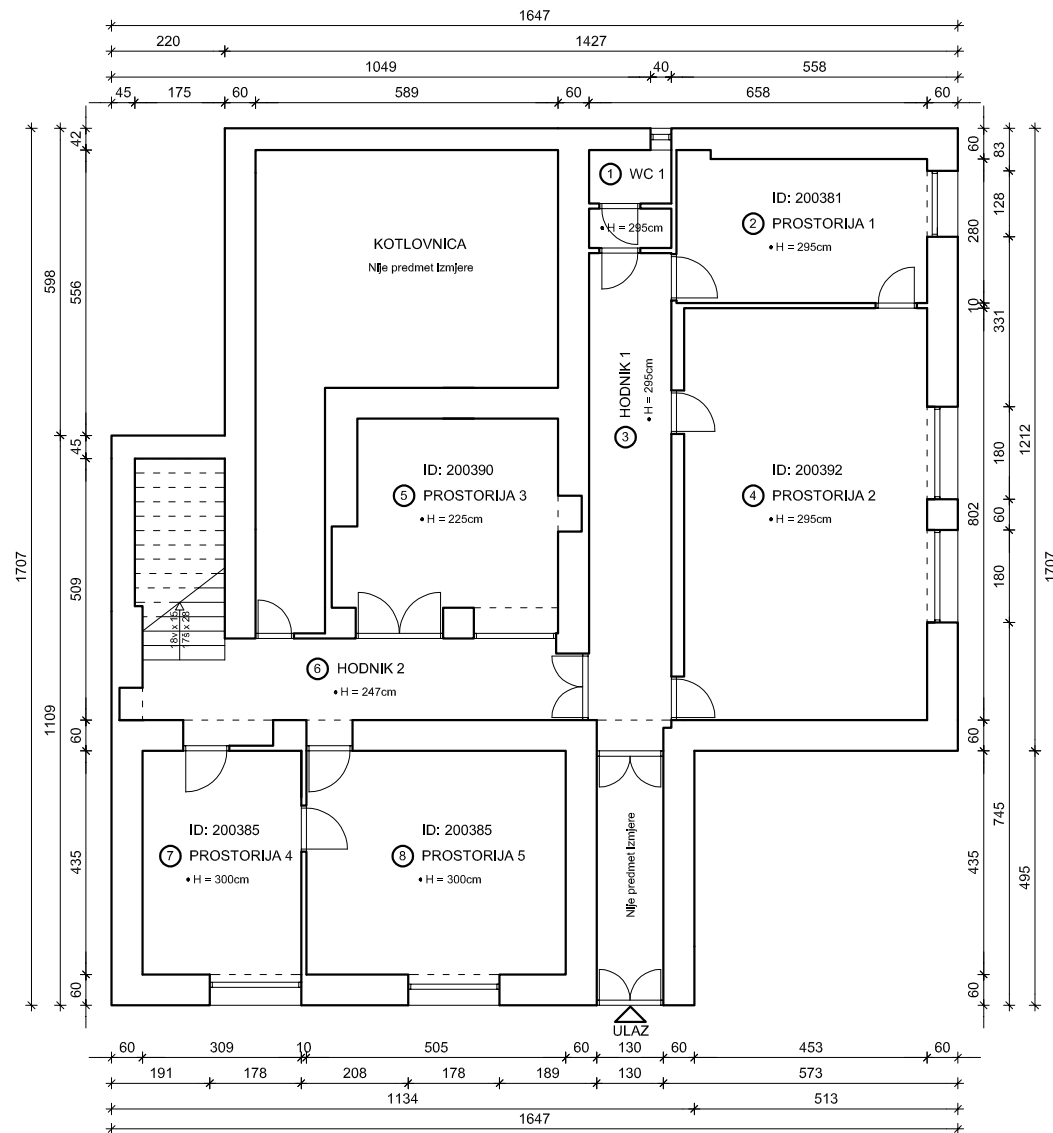 1647
220 1427
1049 40 558
45 175 60 589 60 658 60
42
598
556
45
1707
509
1109
60
435
60
60
83
128
280
10
331
180
1212
802
60
180
1707
60
745
435
495
60
1 WC 1
H = 295cm
ID: 200381
2 PROSTORIJA 1
H = 295cm
KOTLOVNICA
Nije predmet izmjere
3 HODNIK 1
H = 295cm
ID: 200390
5 PROSTORIJA 3
H = 225cm
ID: 200392
4 PROSTORIJA 2
H = 295cm
18v x 15
17š x 28
6 HODNIK 2
H = 247cm
ID: 200385
7 PROSTORIJA 4
H = 300cm
ID: 200385
8 PROSTORIJA 5
H = 300cm
Nije predmet izmjere
ULAZ
60 309 10 505 60 130 60 453 60
191 178 208 178 189 130 573
1134 513
1647